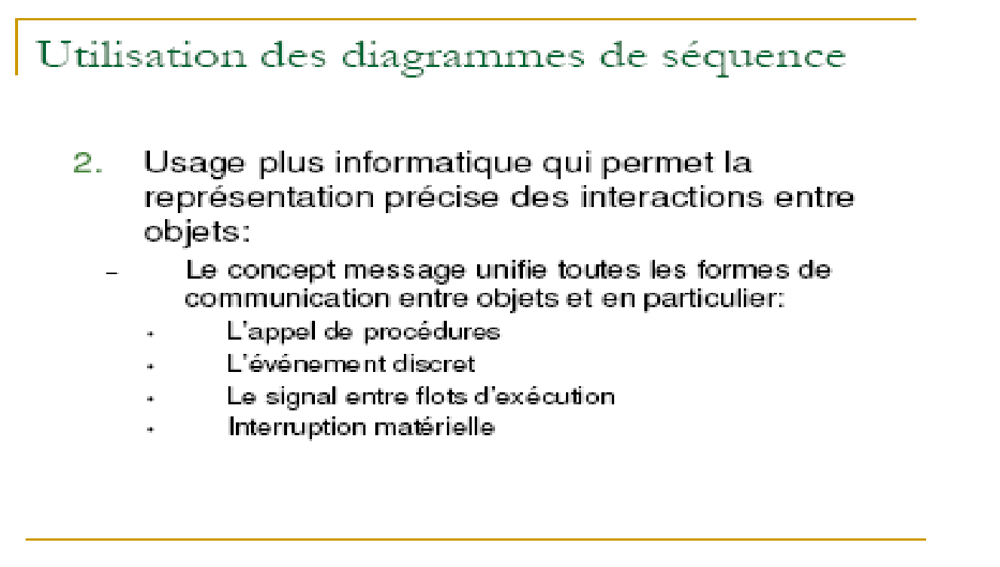 Utilisation des diagrammes de séquence
2. Usage plus informatique qui permet la
représentation précise des interactions entre
objets:
– Le concept message unifie toutes les formes de
communication entre objets et en particulier:
• L'appel de procédures
• L'événement discret
• Le signal entre flots d'exécution
• Interruption matérielle